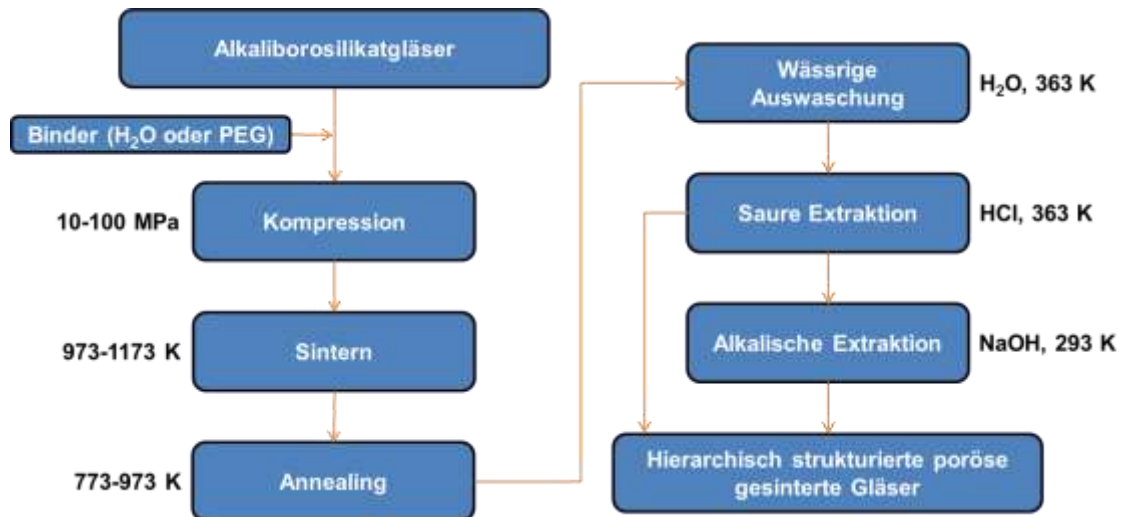 Alkaliborosilikatgläser
Binder (H₂O oder PEG)
10-100 MPa
Kompression
973-1173 K
Sintern
773-973 K
Annealing
Wässrige
Auswaschung
H₂O, 363 K
Saure Extraktion
HCl, 363 K
Alkalische Extraktion
NaOH, 293 K
Hierarchisch strukturierte poröse
gesinterte Gläser